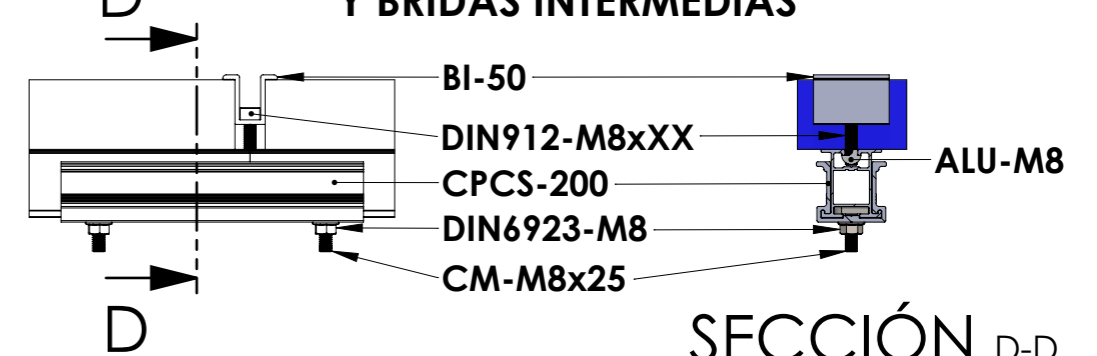 D
Y BRIDAS INTERMEDIAS
BI-50
DIN912-M8xXX
ALU-M8
CPCS-200
DIN6923-M8
CM-M8x25
D
SECCIÓN D-D